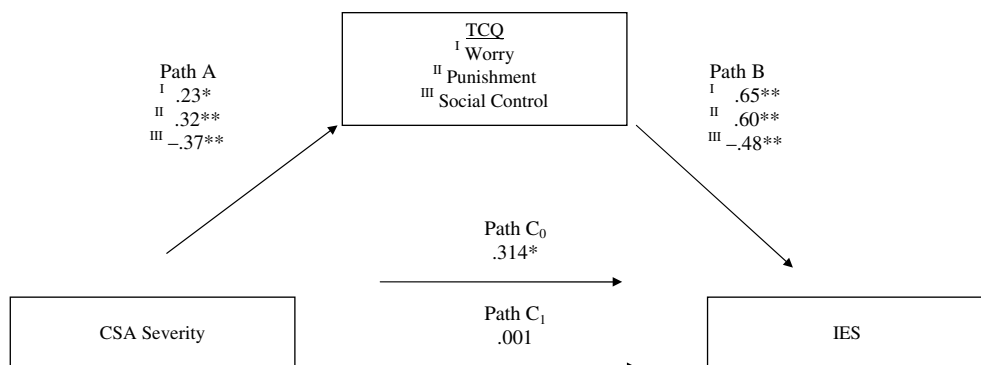 TCQ
I Worry
II Punishment
III Social Control
Path A
I .23*
II .32**
III –.37**
Path B
I .65**
II .60**
III –.48**
Path C0
.314*
Path C1
.001
CSA Severity
IES